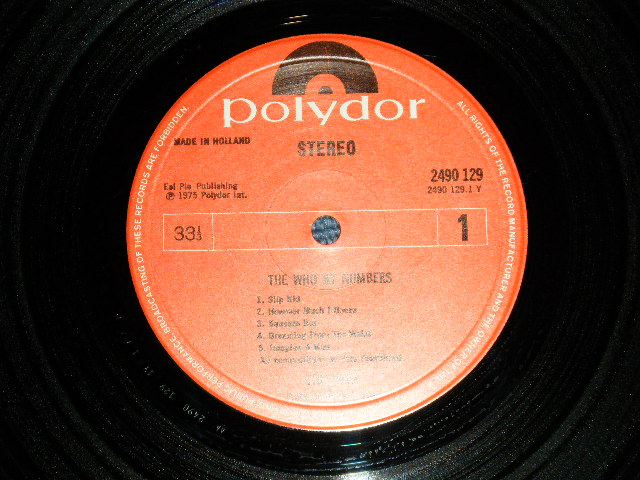 polydor
MADE IN HOLLAND
STEREO
Eel Pie Publishing
℗ 1975 Polydor Int.
2490 129
2490 129.1 Y
33⅓
1
THE WHO BY NUMBERS
1. Slip Kid
2. However Much I Booze
3. Squeeze Box
4. Dreaming From The Waist
5. Imagine A Man
ALL RIGHTS OF THE RECORD MANUFACTURER AND THE OWNER OF
PERFORMANCE, BROADCASTING OF THESE RECORDS ARE FORBIDDEN.